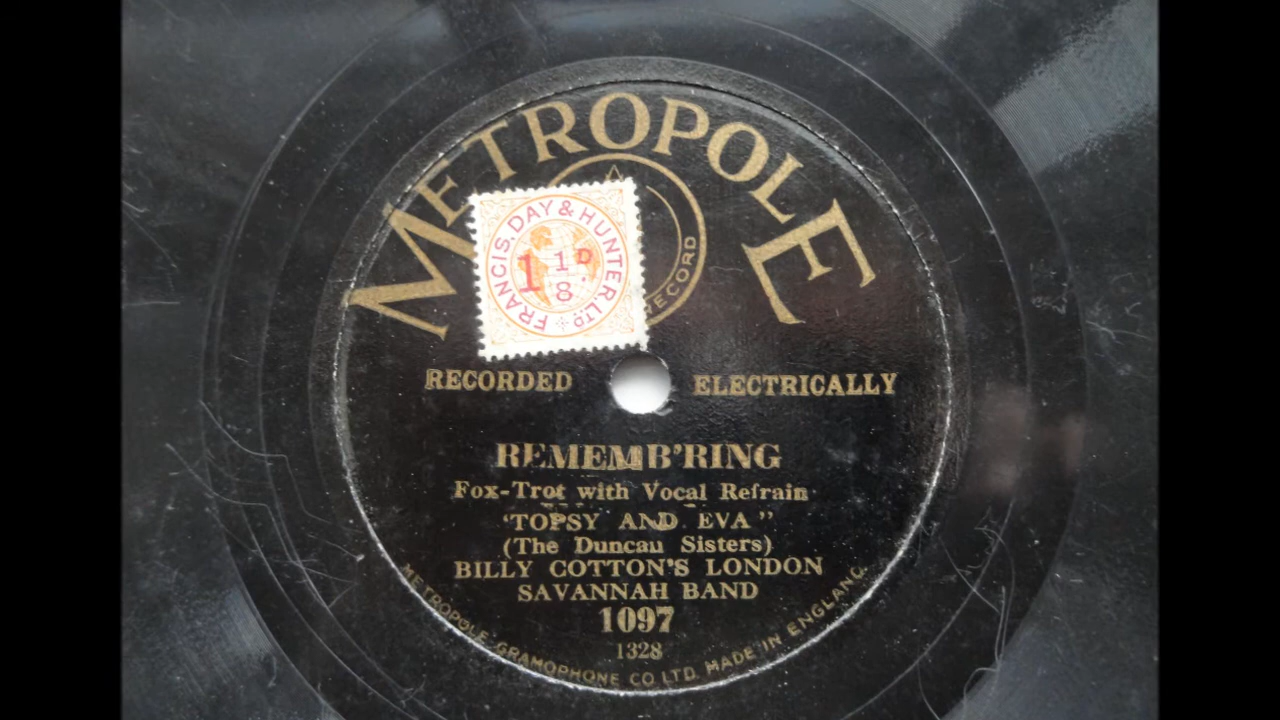 METROPOLE
FRANCIS, DAY & HUNTER, LTD.
1 1/8 D.
RECORD
RECORDED ELECTRICALLY
REMEMB'RING
Fox-Trot with Vocal Refrain
'TOPSY AND EVA"
(The Duncan Sisters)
BILLY COTTON'S LONDON
SAVANNAH BAND
1097
1328
METROPOLE GRAMOPHONE CO LTD. MADE IN ENGLAND.